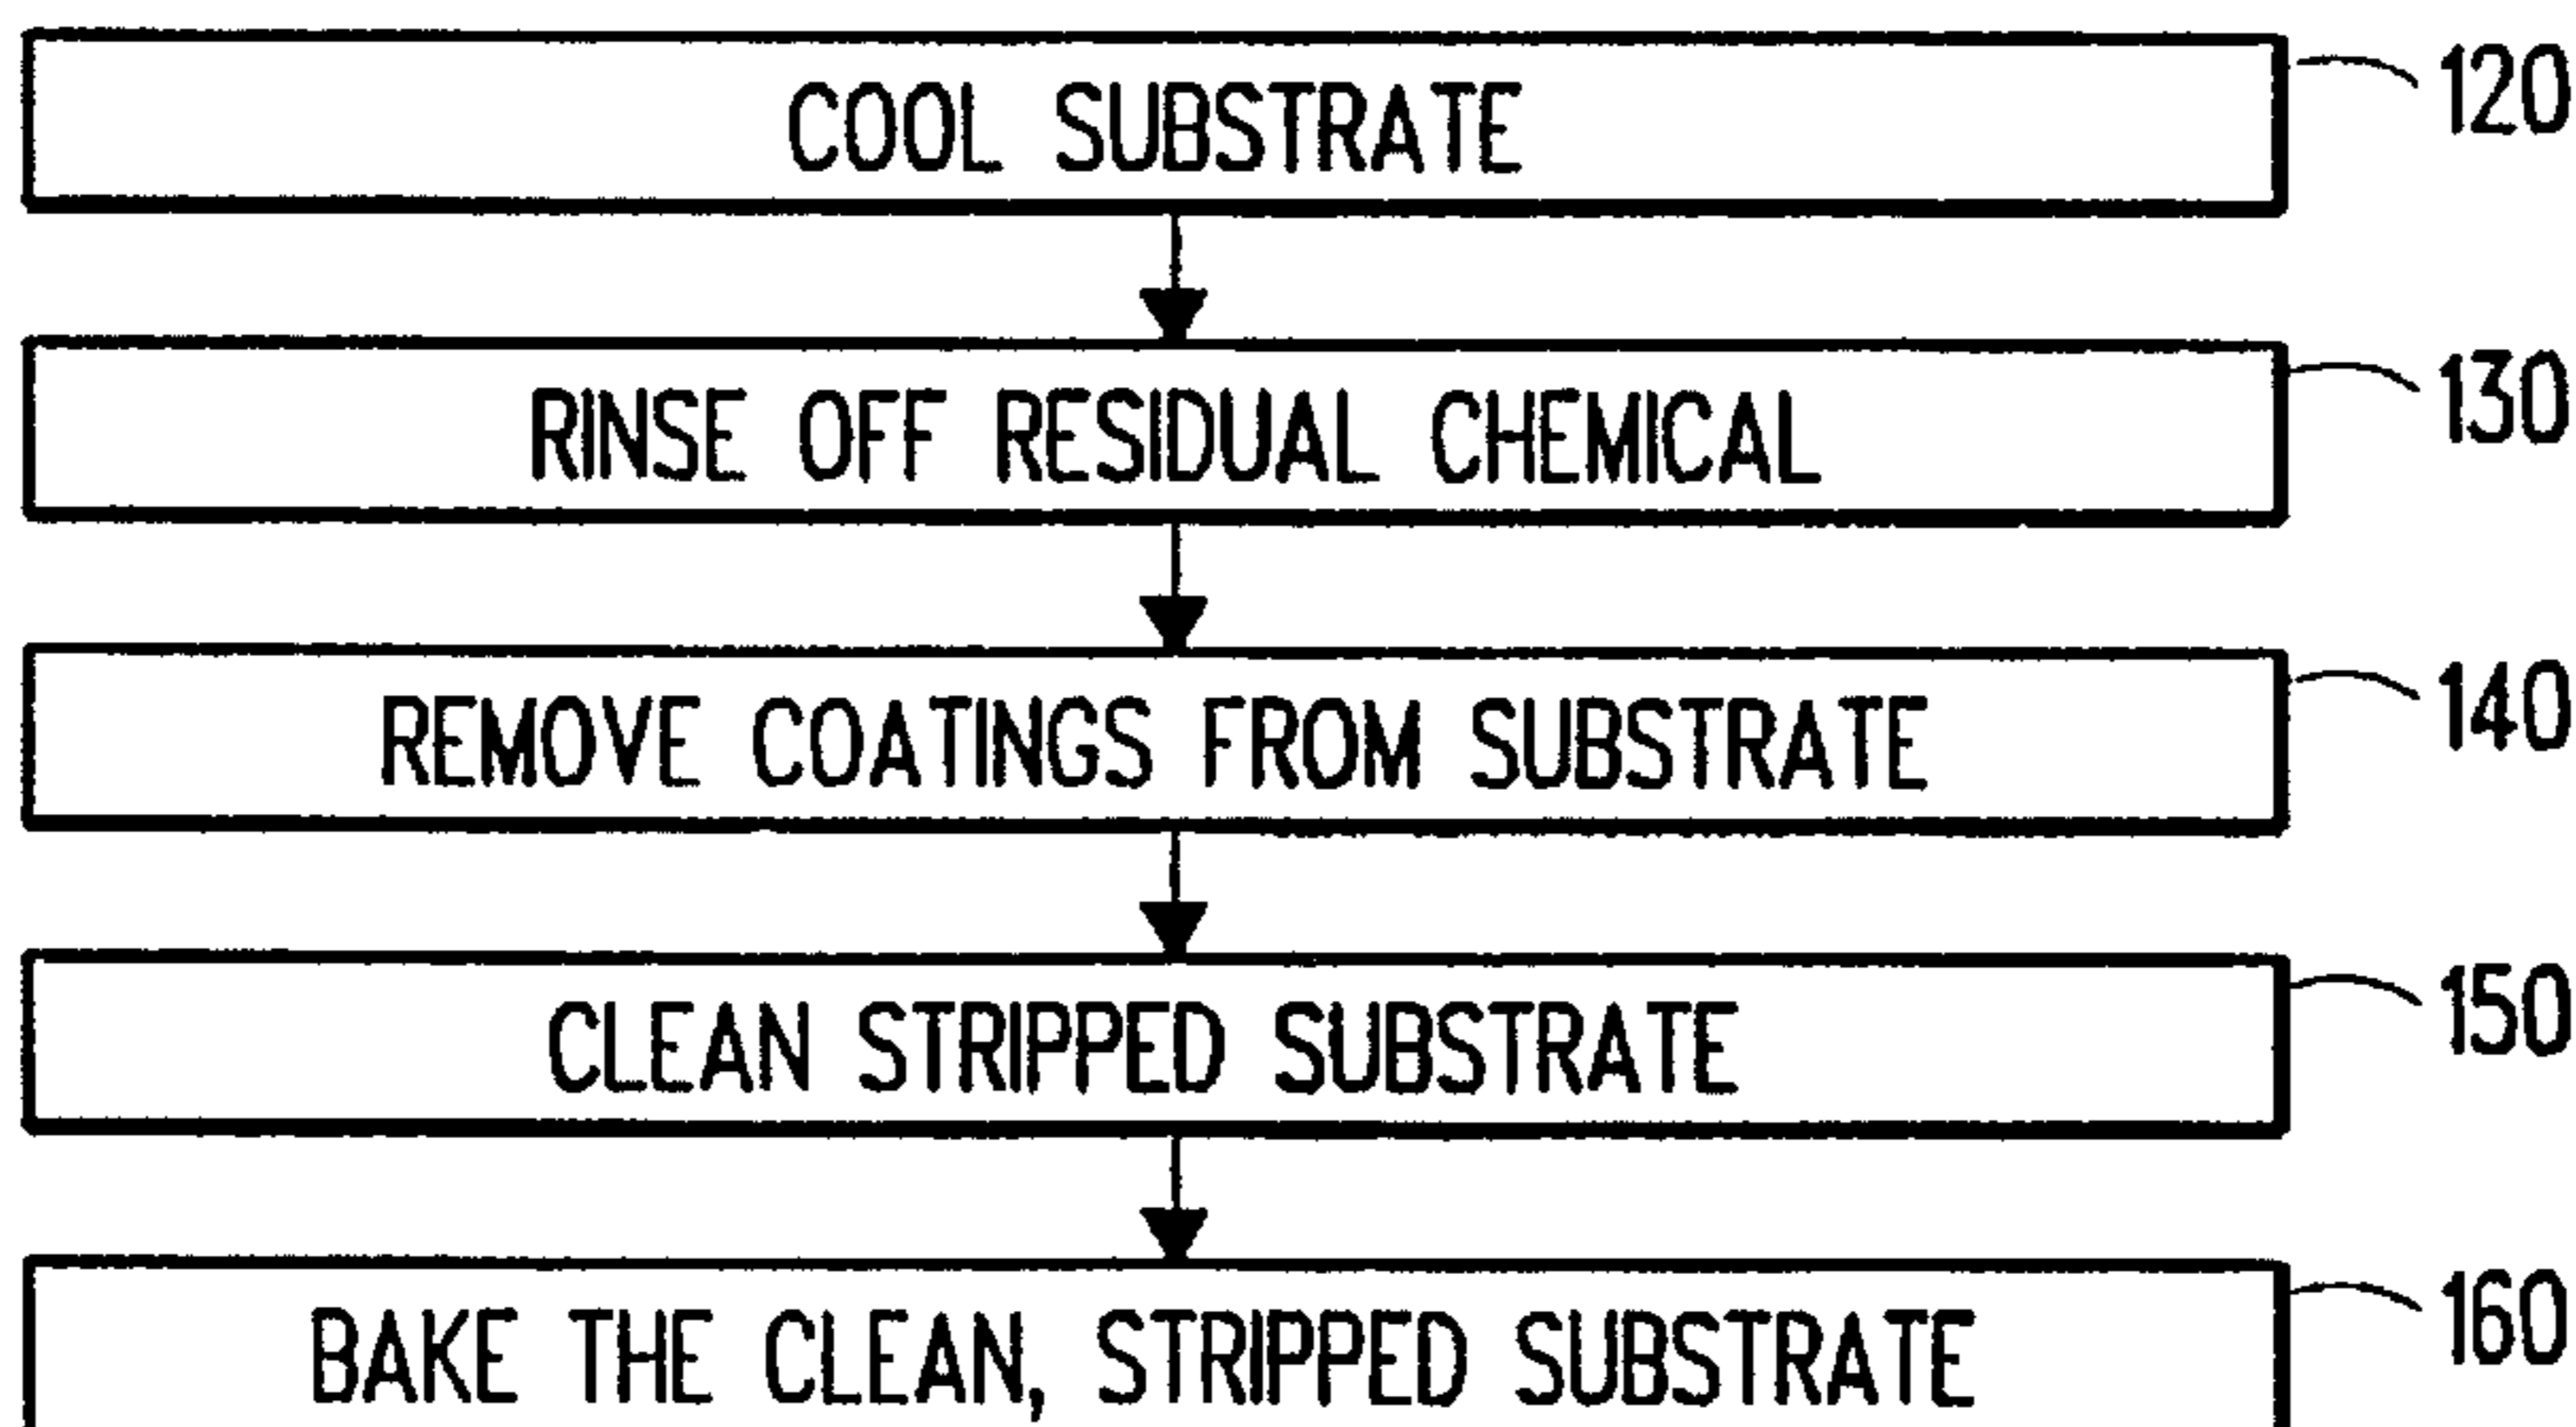 COOL SUBSTRATE 120
RINSE OFF RESIDUAL CHEMICAL 130
REMOVE COATINGS FROM SUBSTRATE 140
CLEAN STRIPPED SUBSTRATE 150
BAKE THE CLEAN, STRIPPED SUBSTRATE 160